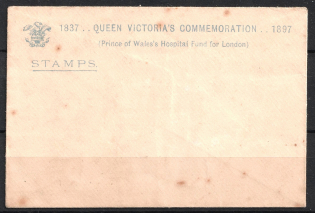 1837 .. QUEEN VICTORIA'S COMMEMORATION .. 1897
(Prince of Wales's Hospital Fund for London)
STAMPS.